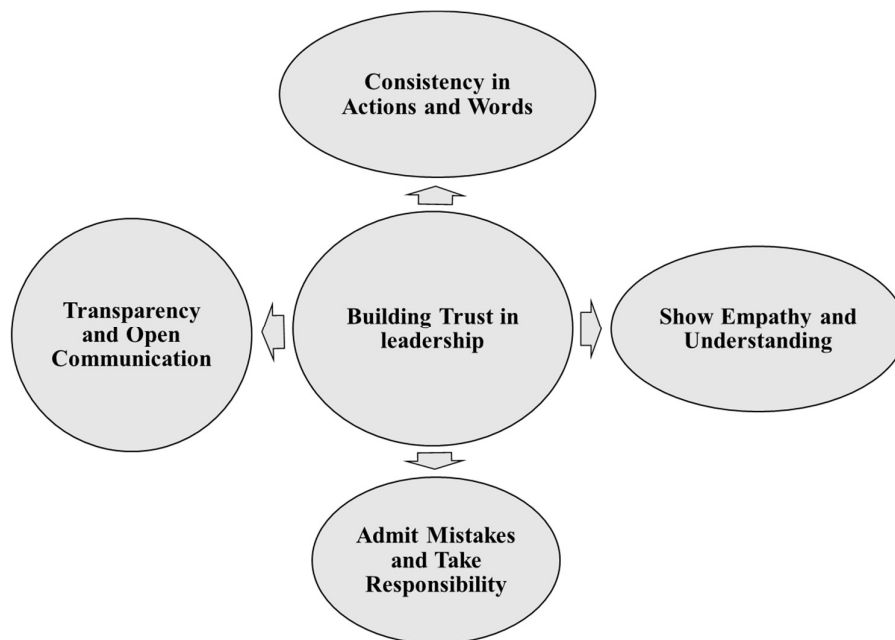 Consistency in
Actions and Words
Transparency
and Open
Communication
Building Trust in
leadership
Show Empathy and
Understanding
Admit Mistakes
and Take
Responsibility